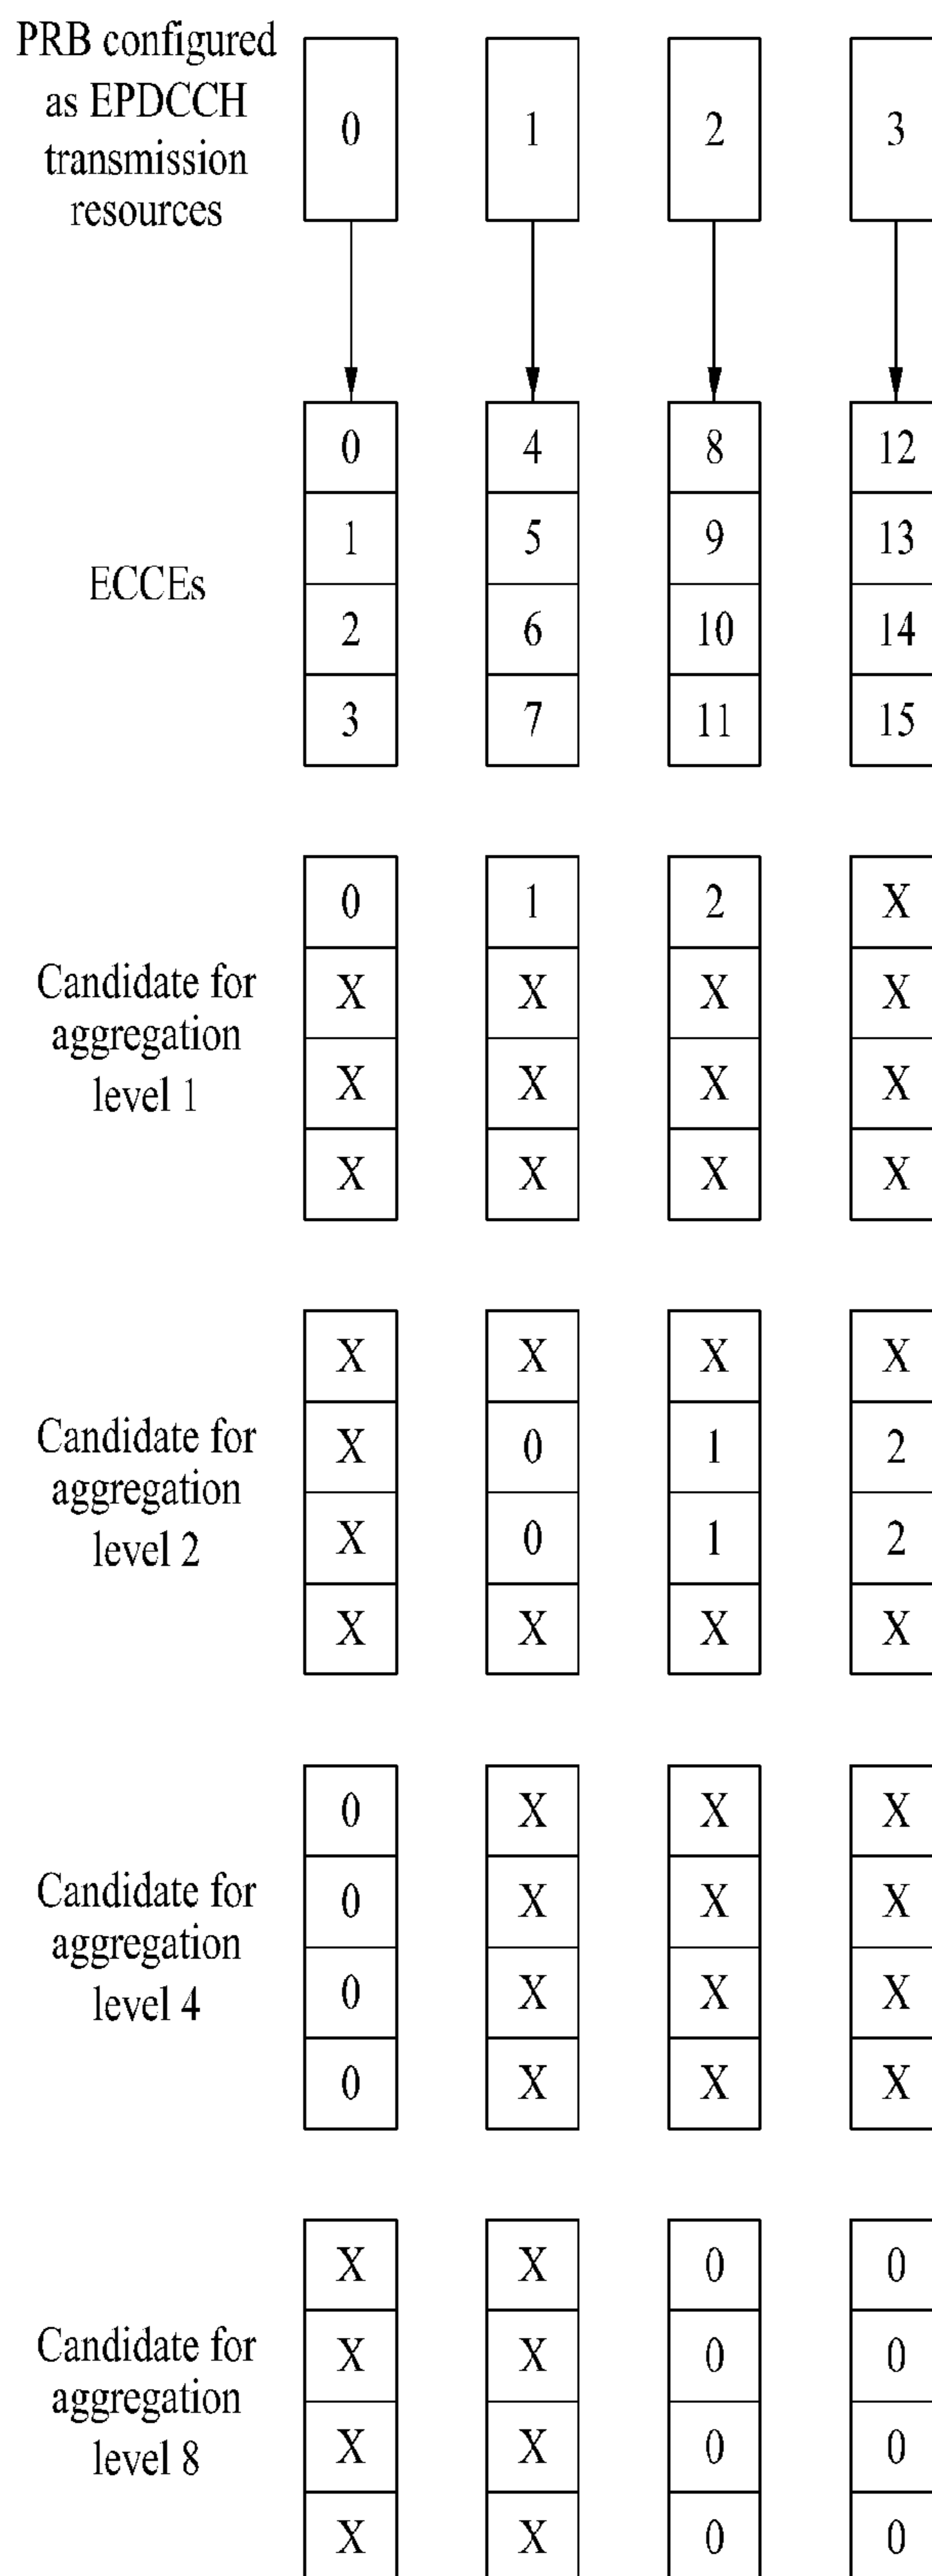 PRB configured
as EPDCCH
transmission
resources
0 1 2 3
ECCEs
0 4 8 12
1 5 9 13
2 6 10 14
3 7 11 15
Candidate for
aggregation
level 1
0 1 2 X
X X X X
X X X X
X X X X
Candidate for
aggregation
level 2
X X X X
X 0 1 2
X 0 1 2
X X X X
Candidate for
aggregation
level 4
0 X X X
0 X X X
0 X X X
0 X X X
Candidate for
aggregation
level 8
X X 0 0
X X 0 0
X X 0 0
X X 0 0